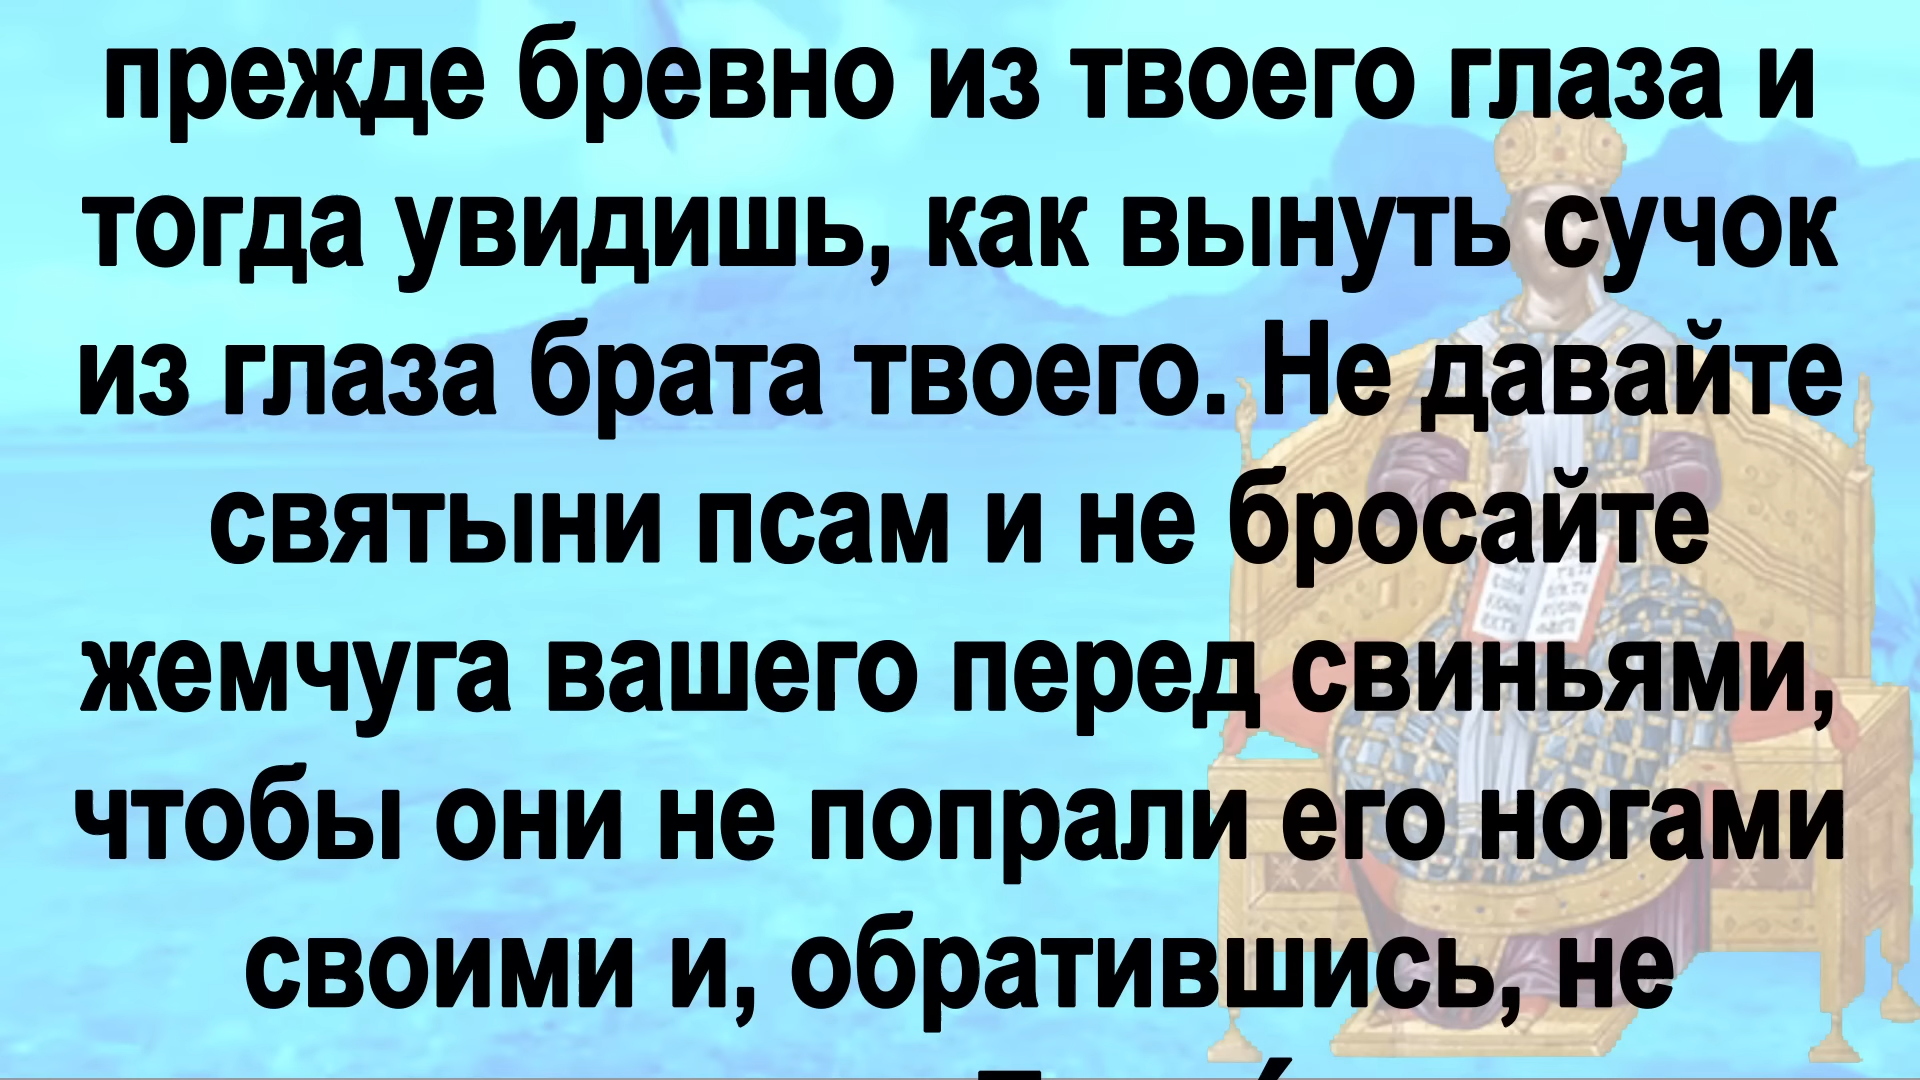 прежде бревно из твоего глаза и
тогда увидишь, как вынуть сучок
из глаза брата твоего. Не давайте
святыни псам и не бросайте
жемчуга вашего перед свиньями,
чтобы они не попрали его ногами
своими и, обратившись, не